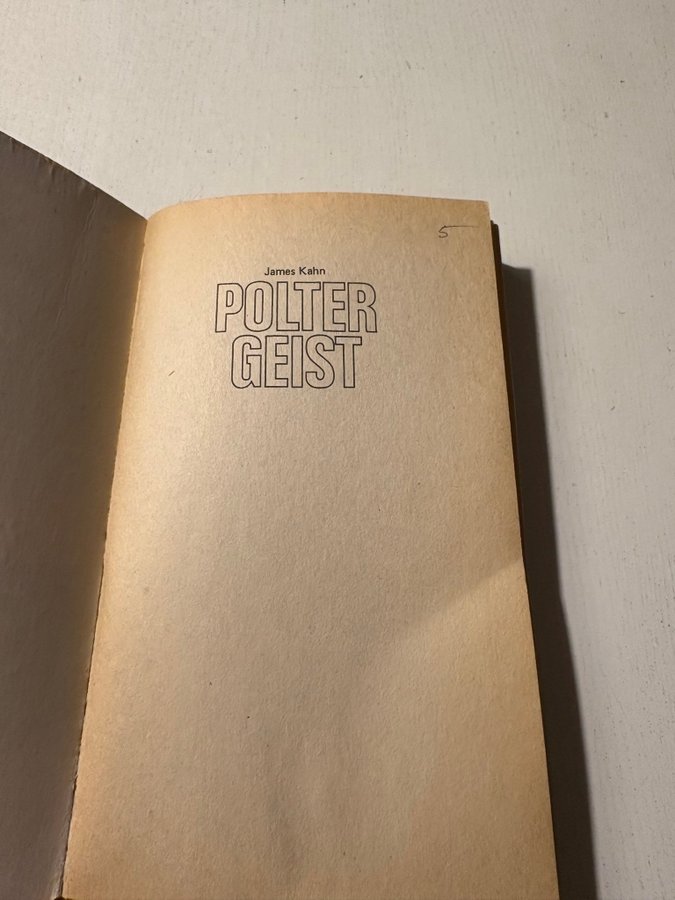 5
James Kahn
POLTER
GEIST